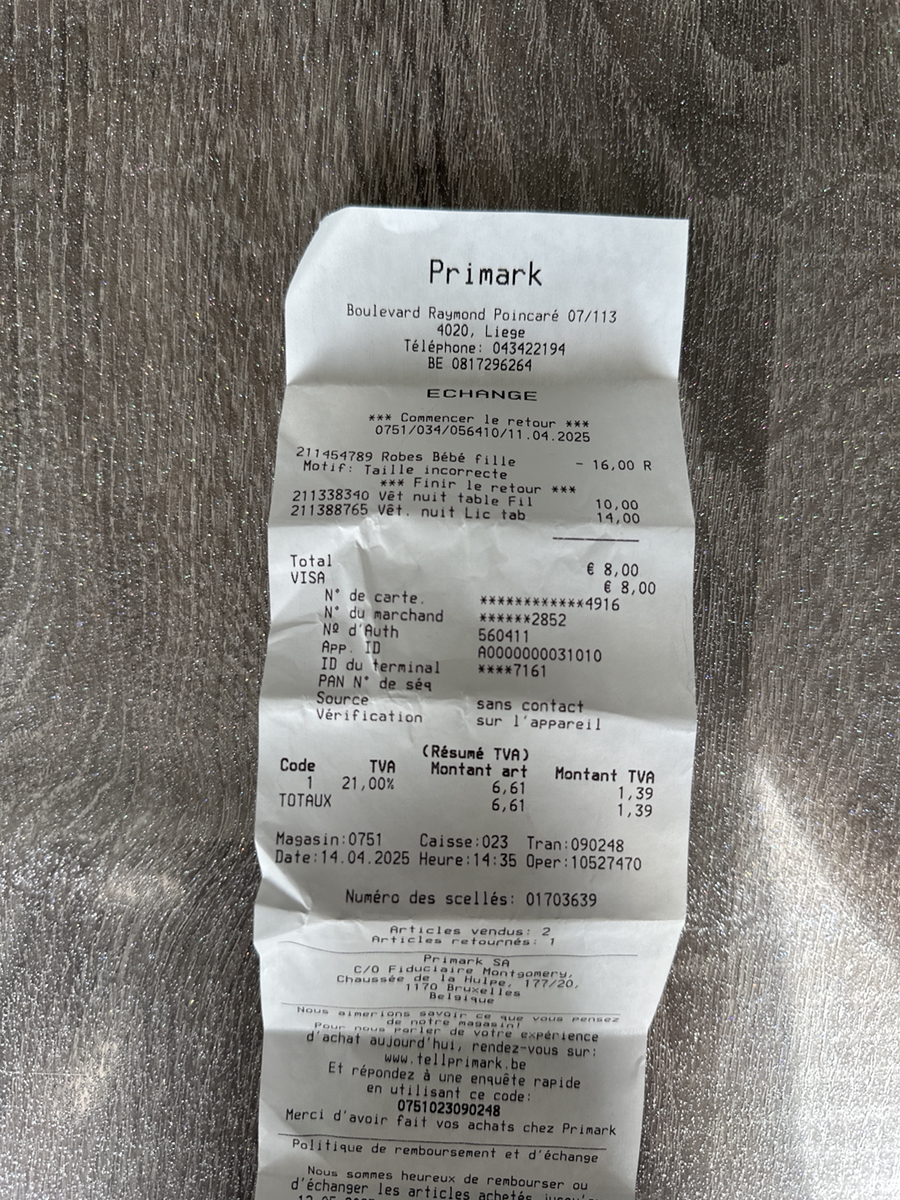 Primark
Boulevard Raymond Poincaré 07/113
4020, Liege
Téléphone: 043422194
BE 0817296264
ECHANGE
*** Commencer le retour ***
0751/034/056410/11.04.2025
211454789 Robes Bébé fille - 16,00 R
Motif: Taille incorrecte
*** Finir le retour ***
211338340 Vêt nuit table Fil 10,00
211388765 Vêt. nuit Lic tab 14,00
Total € 8,00
VISA € 8,00
N° de carte. ************4916
N° du marchand ******2852
Nº d'Auth 560411
App. ID A0000000031010
ID du terminal ****7161
PAN N° de séq
Source sans contact
Vérification sur l'appareil
(Résumé TVA)
Code TVA Montant art Montant TVA
1 21,00% 6,61 1,39
TOTAUX 6,61 1,39
Magasin:0751 Caisse:023 Tran:090248
Date:14.04.2025 Heure:14:35 Oper:10527470
Numéro des scellés: 01703639
Articles vendus: 2
Articles retournés: 1
Primark SA
C/O Fiduciaire Montgomery,
Chaussée de la Hulpe, 177/20,
1170 Bruxelles
Belgique
Nous aimerions savoir ce que vous pensez
de notre magasin!
Pour nous parler de votre expérience
d'achat aujourd'hui, rendez-vous sur:
www.tellprimark.be
Et répondez à une enquête rapide
en utilisant ce code:
0751023090248
Merci d'avoir fait vos achats chez Primark
Politique de remboursement et d'échange
Nous sommes heureux de rembourser ou
d'échanger les articles achetés